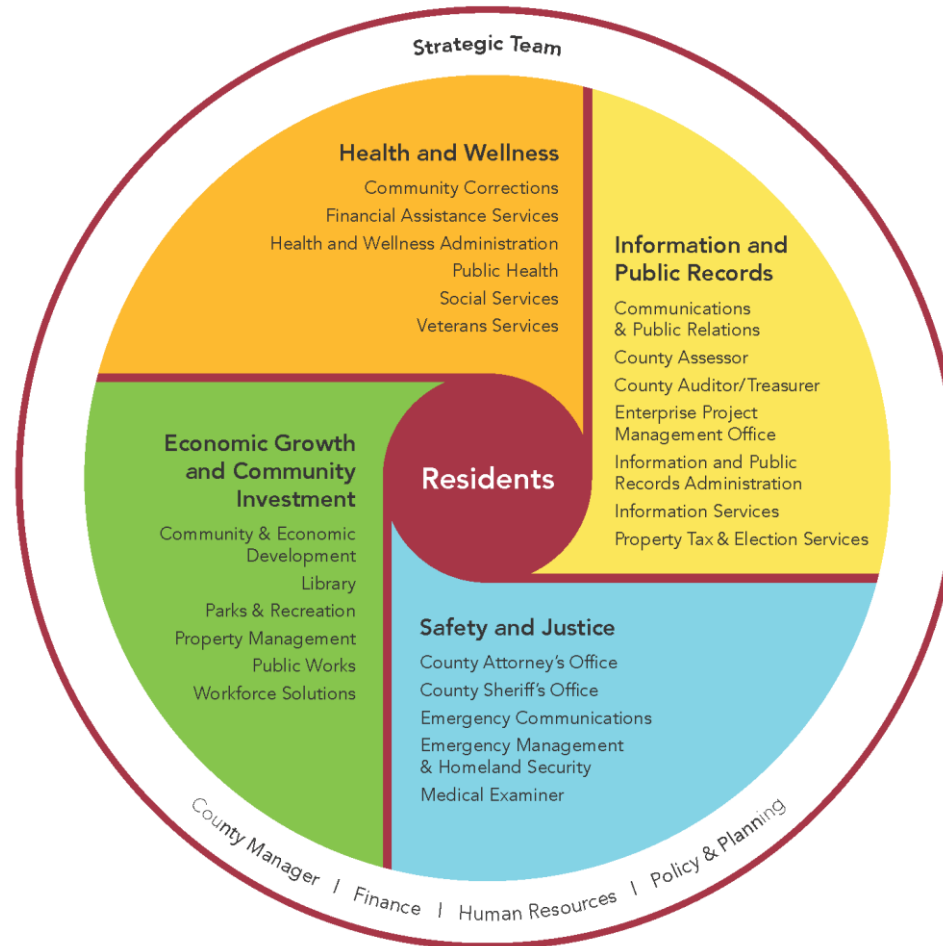 Strategic Team
Health and Wellness
Community Corrections
Financial Assistance Services
Health and Wellness Administration
Public Health
Social Services
Veterans Services
Information and
Public Records
Communications
& Public Relations
County Assessor
County Auditor/Treasurer
Enterprise Project
Management Office
Information and Public
Records Administration
Information Services
Property Tax & Election Services
Residents
Economic Growth
and Community
Investment
Community & Economic
Development
Library
Parks & Recreation
Property Management
Public Works
Workforce Solutions
Safety and Justice
County Attorney's Office
County Sheriff's Office
Emergency Communications
Emergency Management
& Homeland Security
Medical Examiner
County Manager | Finance | Human Resources | Policy & Planning